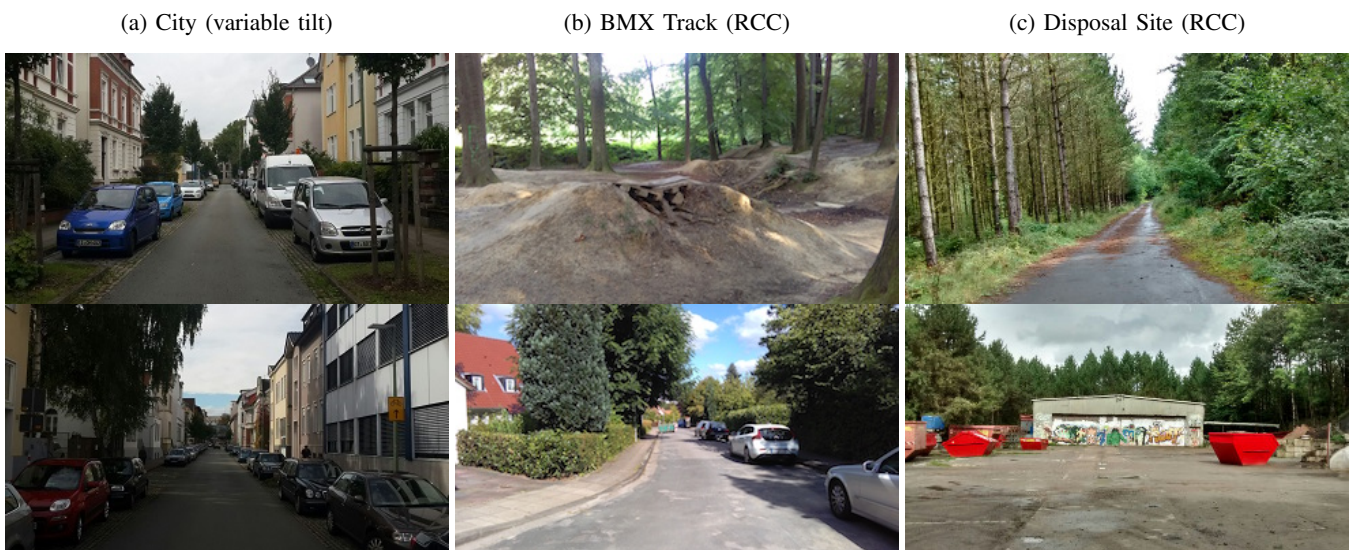 (a) City (variable tilt)
(b) BMX Track (RCC)
(c) Disposal Site (RCC)